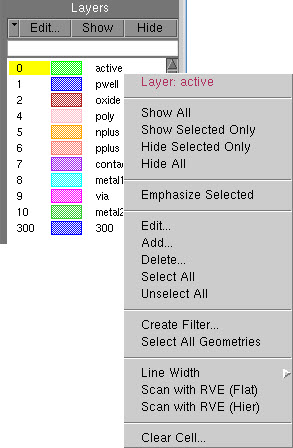 Layers
Edit... Show Hide
0 active
1 pwell
2 oxide
4 poly
5 nplus
6 pplus
7 contac
8 metal1
9 via
10 metal2
300 300
Layer: active
Show All
Show Selected Only
Hide Selected Only
Hide All
Emphasize Selected
Edit...
Add...
Delete...
Select All
Unselect All
Create Filter...
Select All Geometries
Line Width
Scan with RVE (Flat)
Scan with RVE (Hier)
Clear Cell...